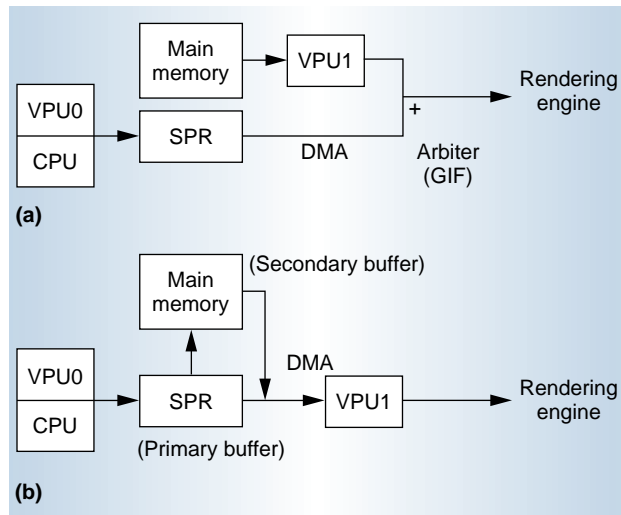 Main
memory
VPU1
Rendering
engine
VPU0
CPU
SPR
+
DMA
Arbiter
(GIF)
(a)
(Secondary buffer)
Main
memory
DMA
VPU0
CPU
SPR
VPU1
Rendering
engine
(Primary buffer)
(b)